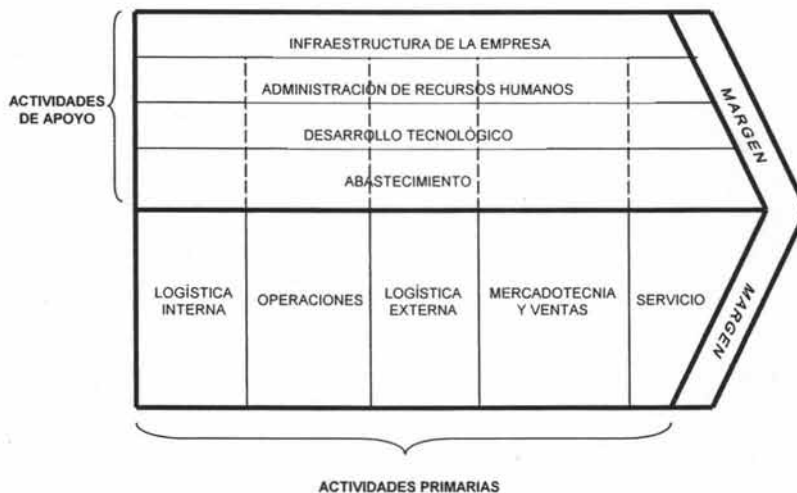 INFRAESTRUCTURA DE LA EMPRESA
ADMINISTRACIÓN DE RECURSOS HUMANOS
ACTIVIDADES
DE APOYO
DESARROLLO TECNOLÓGICO
ABASTECIMIENTO
MARGEN
LOGÍSTICA
INTERNA
OPERACIONES
LOGÍSTICA
EXTERNA
MERCADOTECNIA
Y VENTAS
SERVICIO
MARGEN
ACTIVIDADES PRIMARIAS